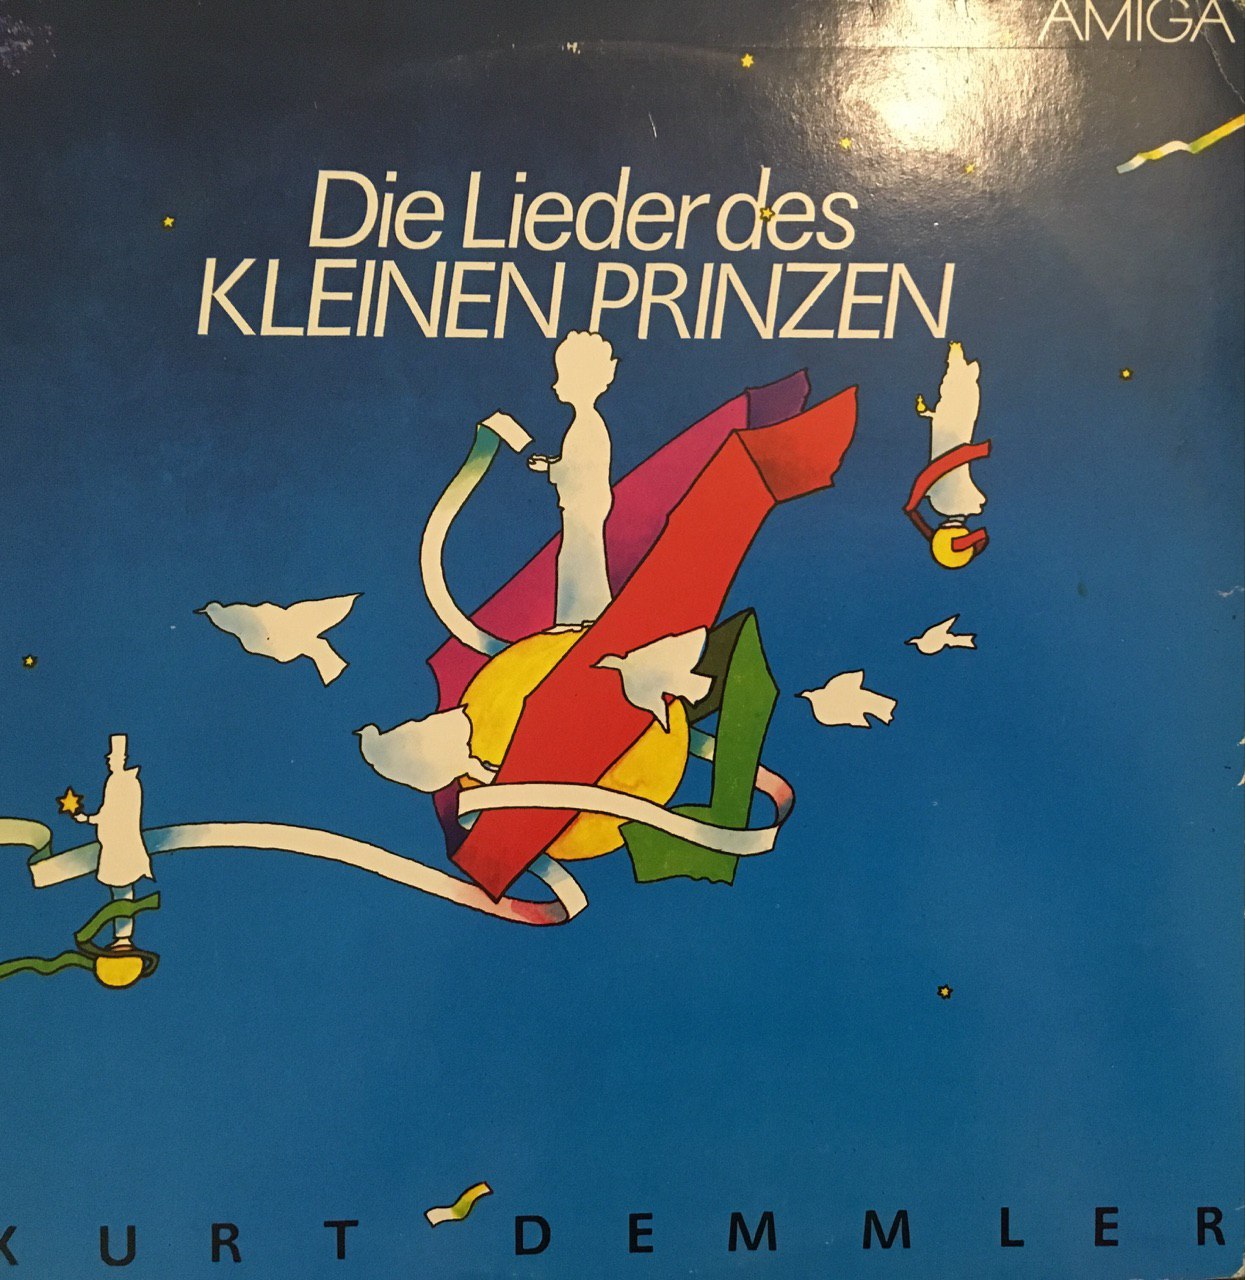 AMIGA
Die Lieder des
KLEINEN PRINZEN
KURT DEMMLER